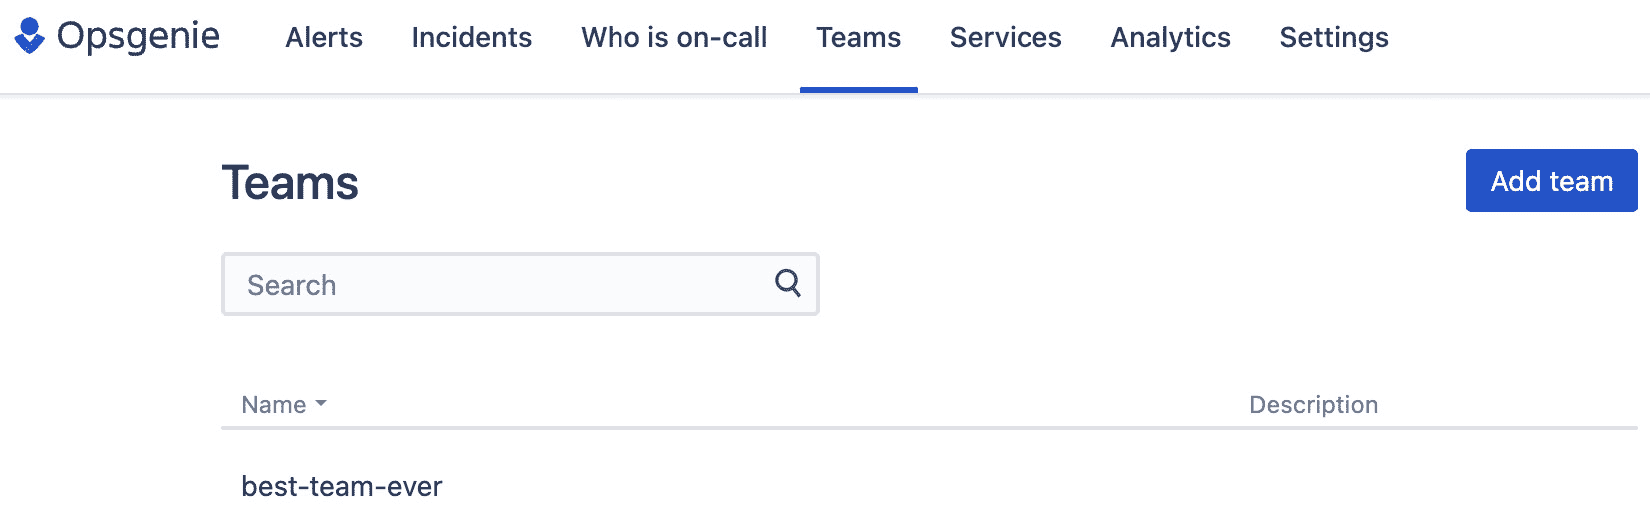 Opsgenie Alerts Incidents Who is on-call Teams Services Analytics Settings
Teams
Add team
Search
Name Description
best-team-ever